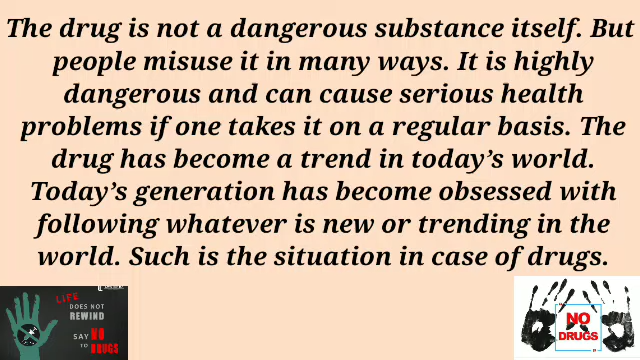 The drug is not a dangerous substance itself. But
people misuse it in many ways. It is highly
dangerous and can cause serious health
problems if one takes it on a regular basis. The
drug has become a trend in today’s world.
Today’s generation has become obsessed with
following whatever is new or trending in the
world. Such is the situation in case of drugs.
LiFE
DOES NOT
REWIND
SAY NO
TO DRUGS
NO
DRUGS